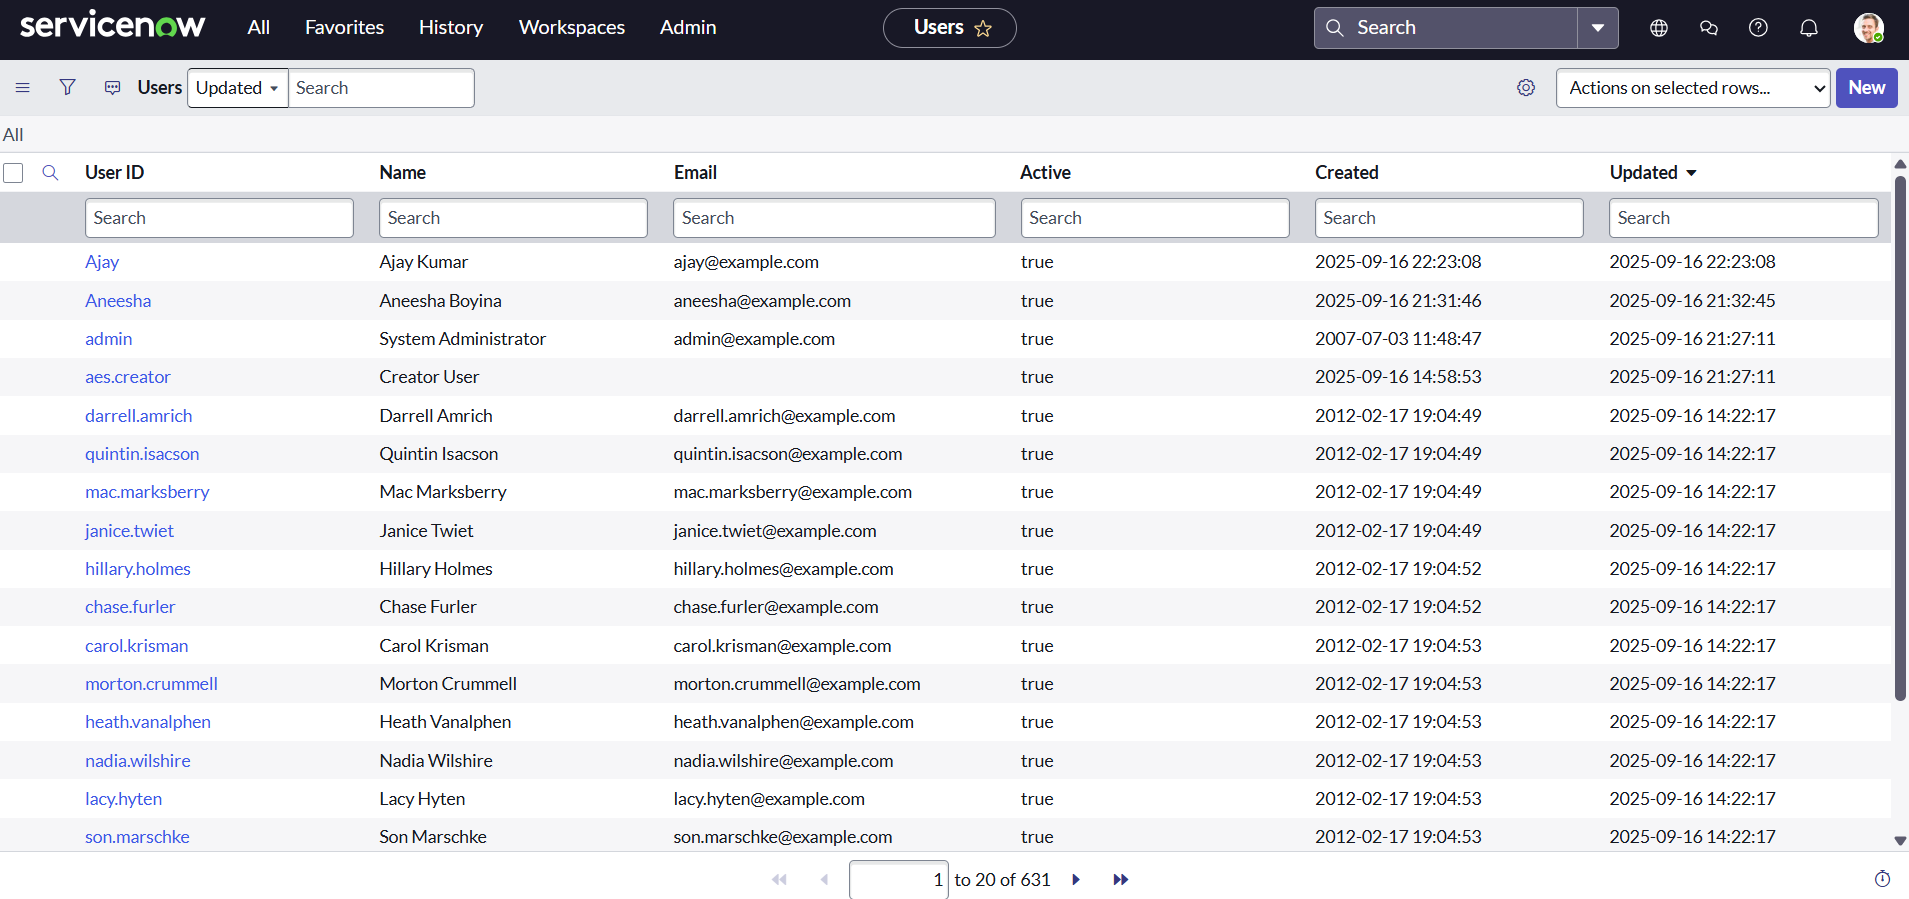 servicenow All Favorites History Workspaces Admin Users Search
Users Updated Search Actions on selected rows... New
All
User ID Name Email Active Created Updated
Search Search Search Search Search Search
Ajay Ajay Kumar ajay@example.com true 2025-09-16 22:23:08 2025-09-16 22:23:08
Aneesha Aneesha Boyina aneesha@example.com true 2025-09-16 21:31:46 2025-09-16 21:32:45
admin System Administrator admin@example.com true 2007-07-03 11:48:47 2025-09-16 21:27:11
aes.creator Creator User true 2025-09-16 14:58:53 2025-09-16 21:27:11
darrell.amrich Darrell Amrich darrell.amrich@example.com true 2012-02-17 19:04:49 2025-09-16 14:22:17
quintin.isacson Quintin Isacson quintin.isacson@example.com true 2012-02-17 19:04:49 2025-09-16 14:22:17
mac.marksberry Mac Marksberry mac.marksberry@example.com true 2012-02-17 19:04:49 2025-09-16 14:22:17
janice.twiet Janice Twiet janice.twiet@example.com true 2012-02-17 19:04:49 2025-09-16 14:22:17
hillary.holmes Hillary Holmes hillary.holmes@example.com true 2012-02-17 19:04:52 2025-09-16 14:22:17
chase.furler Chase Furler chase.furler@example.com true 2012-02-17 19:04:52 2025-09-16 14:22:17
carol.krisman Carol Krisman carol.krisman@example.com true 2012-02-17 19:04:53 2025-09-16 14:22:17
morton.crummell Morton Crummell morton.crummell@example.com true 2012-02-17 19:04:53 2025-09-16 14:22:17
heath.vanalphen Heath Vanalphen heath.vanalphen@example.com true 2012-02-17 19:04:53 2025-09-16 14:22:17
nadia.wilshire Nadia Wilshire nadia.wilshire@example.com true 2012-02-17 19:04:53 2025-09-16 14:22:17
lacy.hyten Lacy Hyten lacy.hyten@example.com true 2012-02-17 19:04:53 2025-09-16 14:22:17
son.marschke Son Marschke son.marschke@example.com true 2012-02-17 19:04:53 2025-09-16 14:22:17
1 to 20 of 631